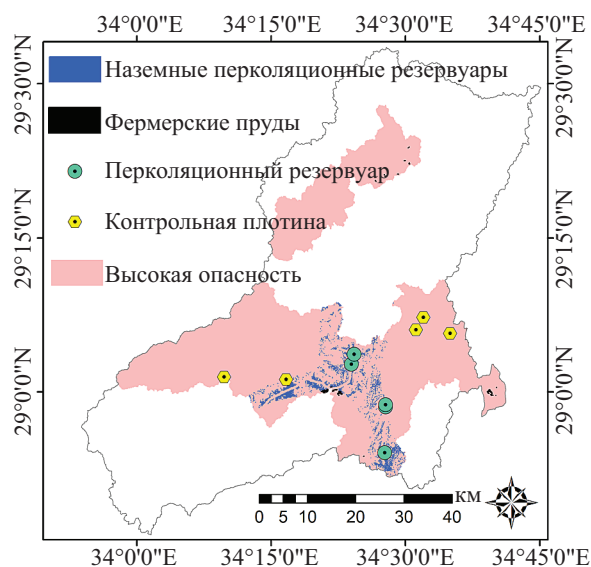 34°0'0"E 34°15'0"E 34°30'0"E 34°45'0"E
29°30'0"N
29°15'0"N
29°0'0"N
Наземные перколяционные резервуары
Фермерские пруды
Перколяционный резервуар
Контрольная плотина
Высокая опасность
29°30'0"N
29°15'0"N
29°0'0"N
км
0 5 10 20 30 40
34°0'0"E 34°15'0"E 34°30'0"E 34°45'0"E